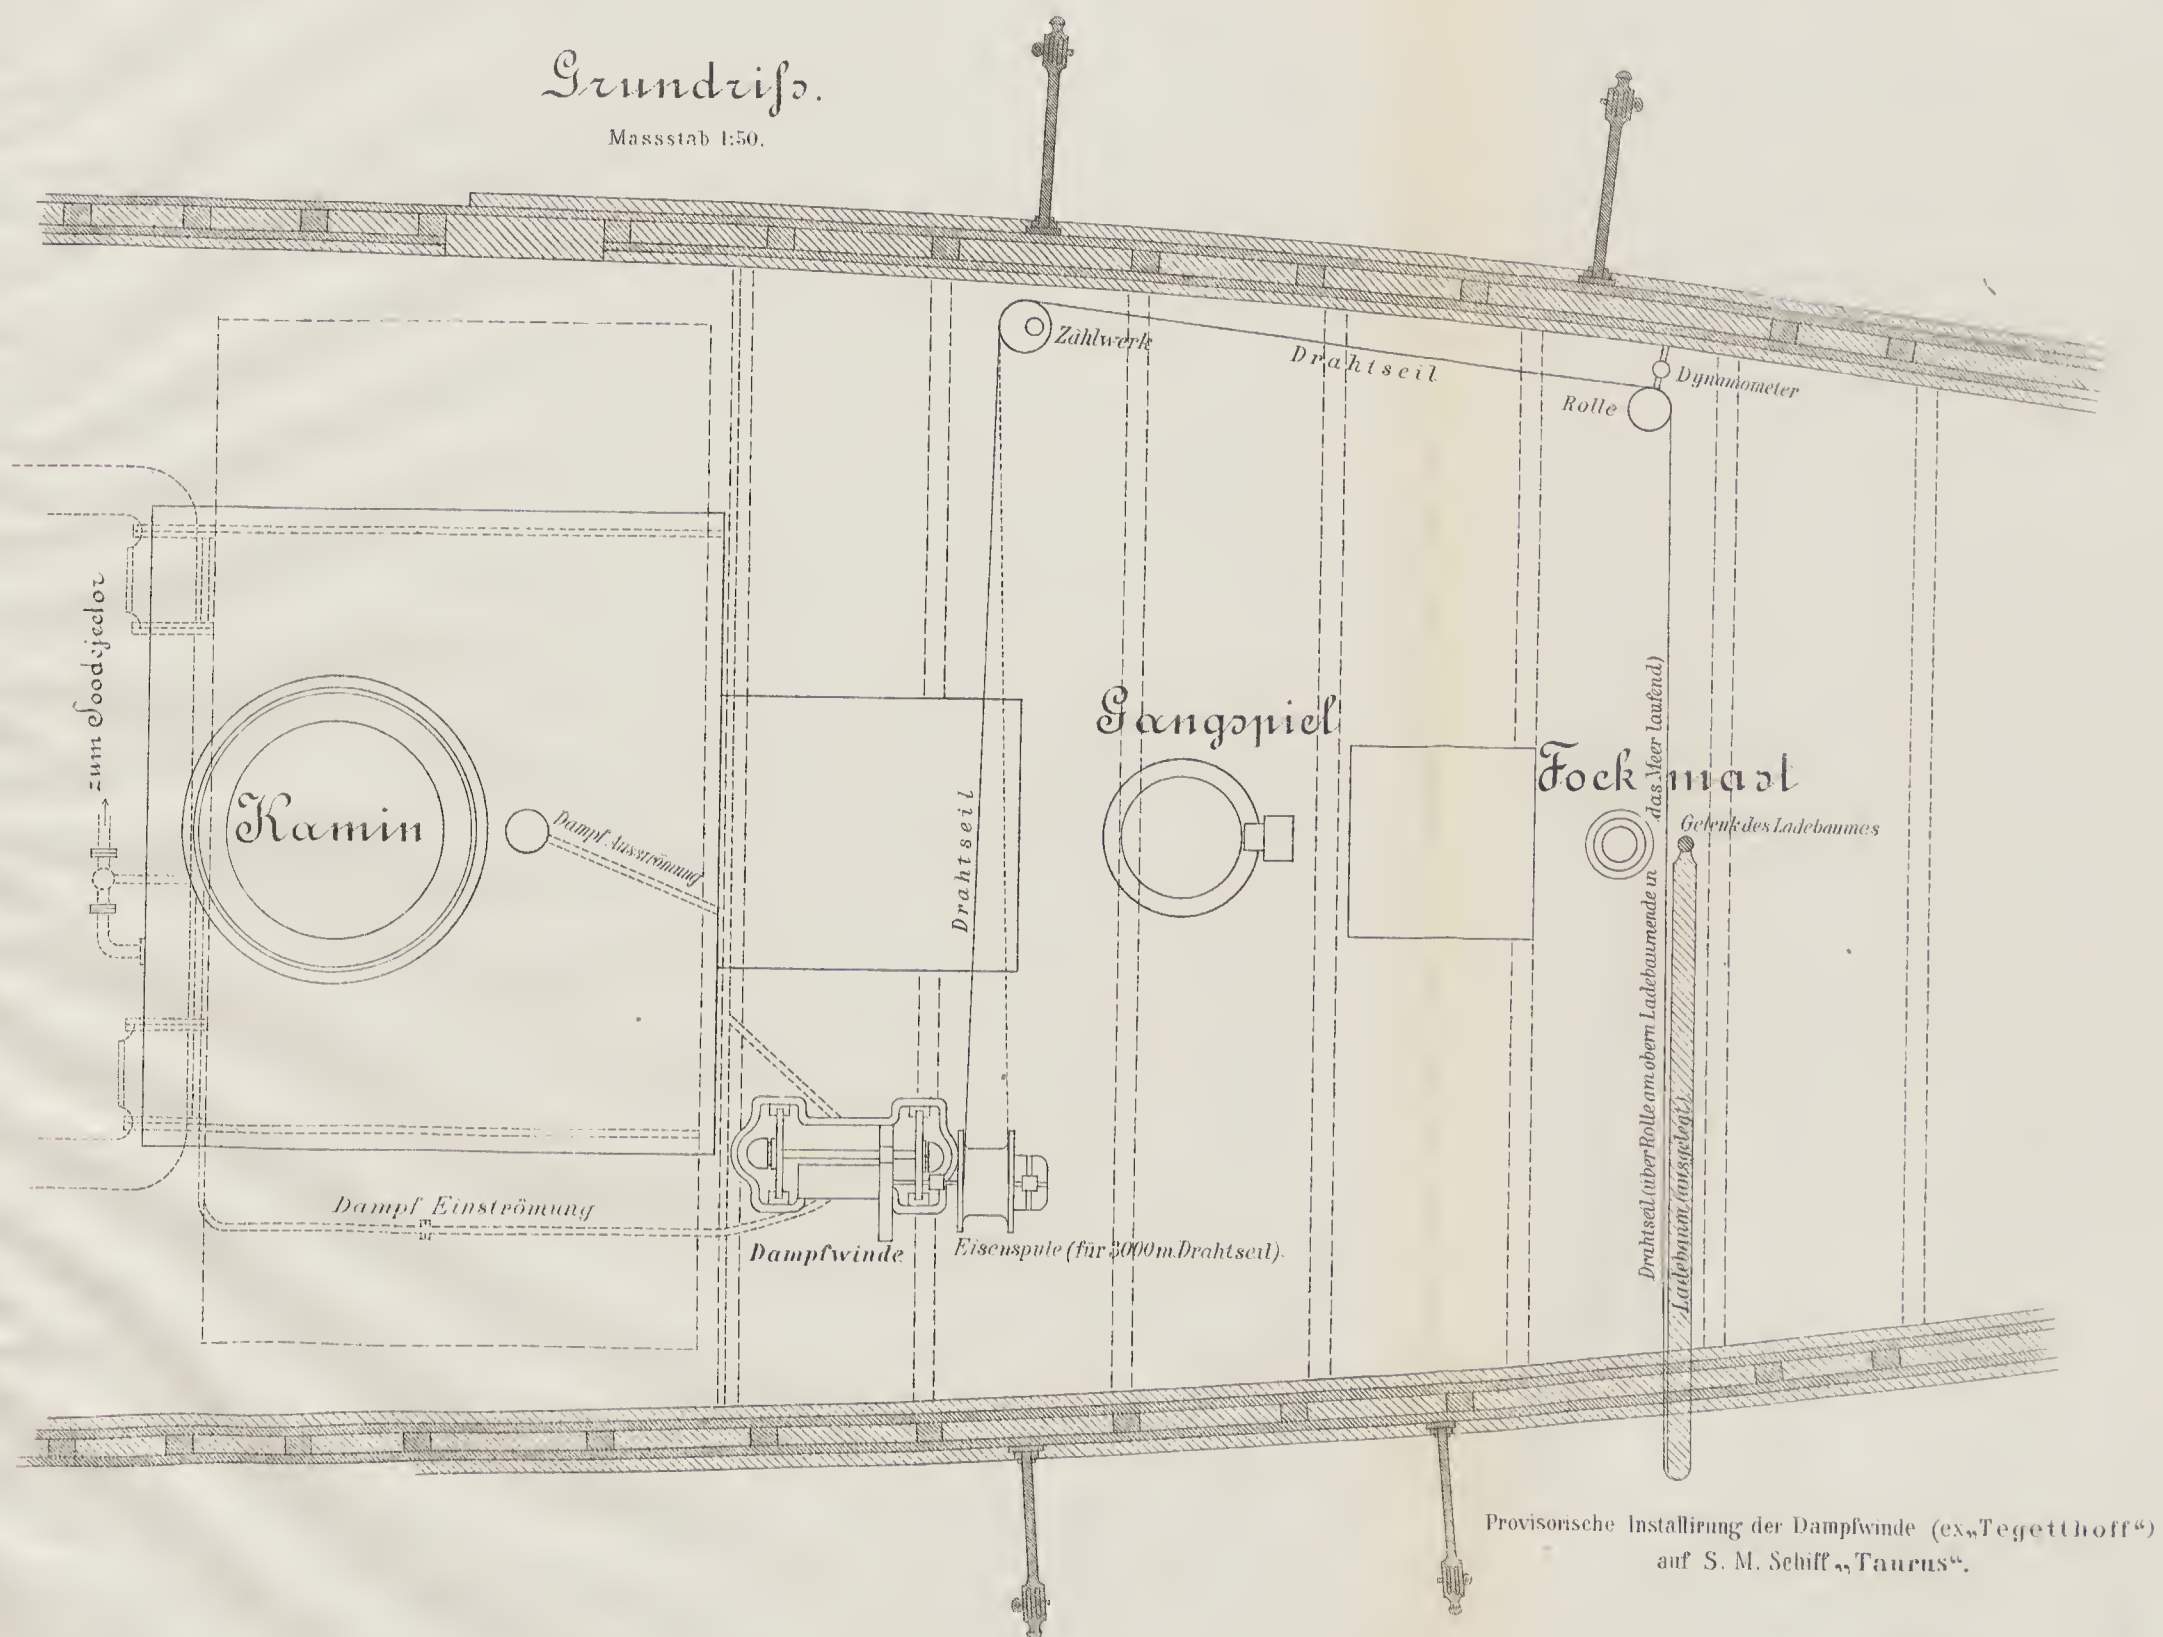 Grundriſs.
Massstab 1:50.
Zählwerk
Drahtseil
Dynamometer
Rolle
zum Soodejector
Gangspiel
Fockmast
Gelenk des Ladebaumes
Kamin
Dampf Ausströmung
Drahtseil
Drahtseil (über Rolle am obern Ladebaumende in das Meer laufend)
Ladebaum (ausgelegt)
Dampf Einströmung
Dampfwinde
Eisenspule (für 5000 m Drahtseil).
Provisorische Installirung der Dampfwinde (ex „Tegetthoff“)
auf S. M. Schiff „Taurus“.